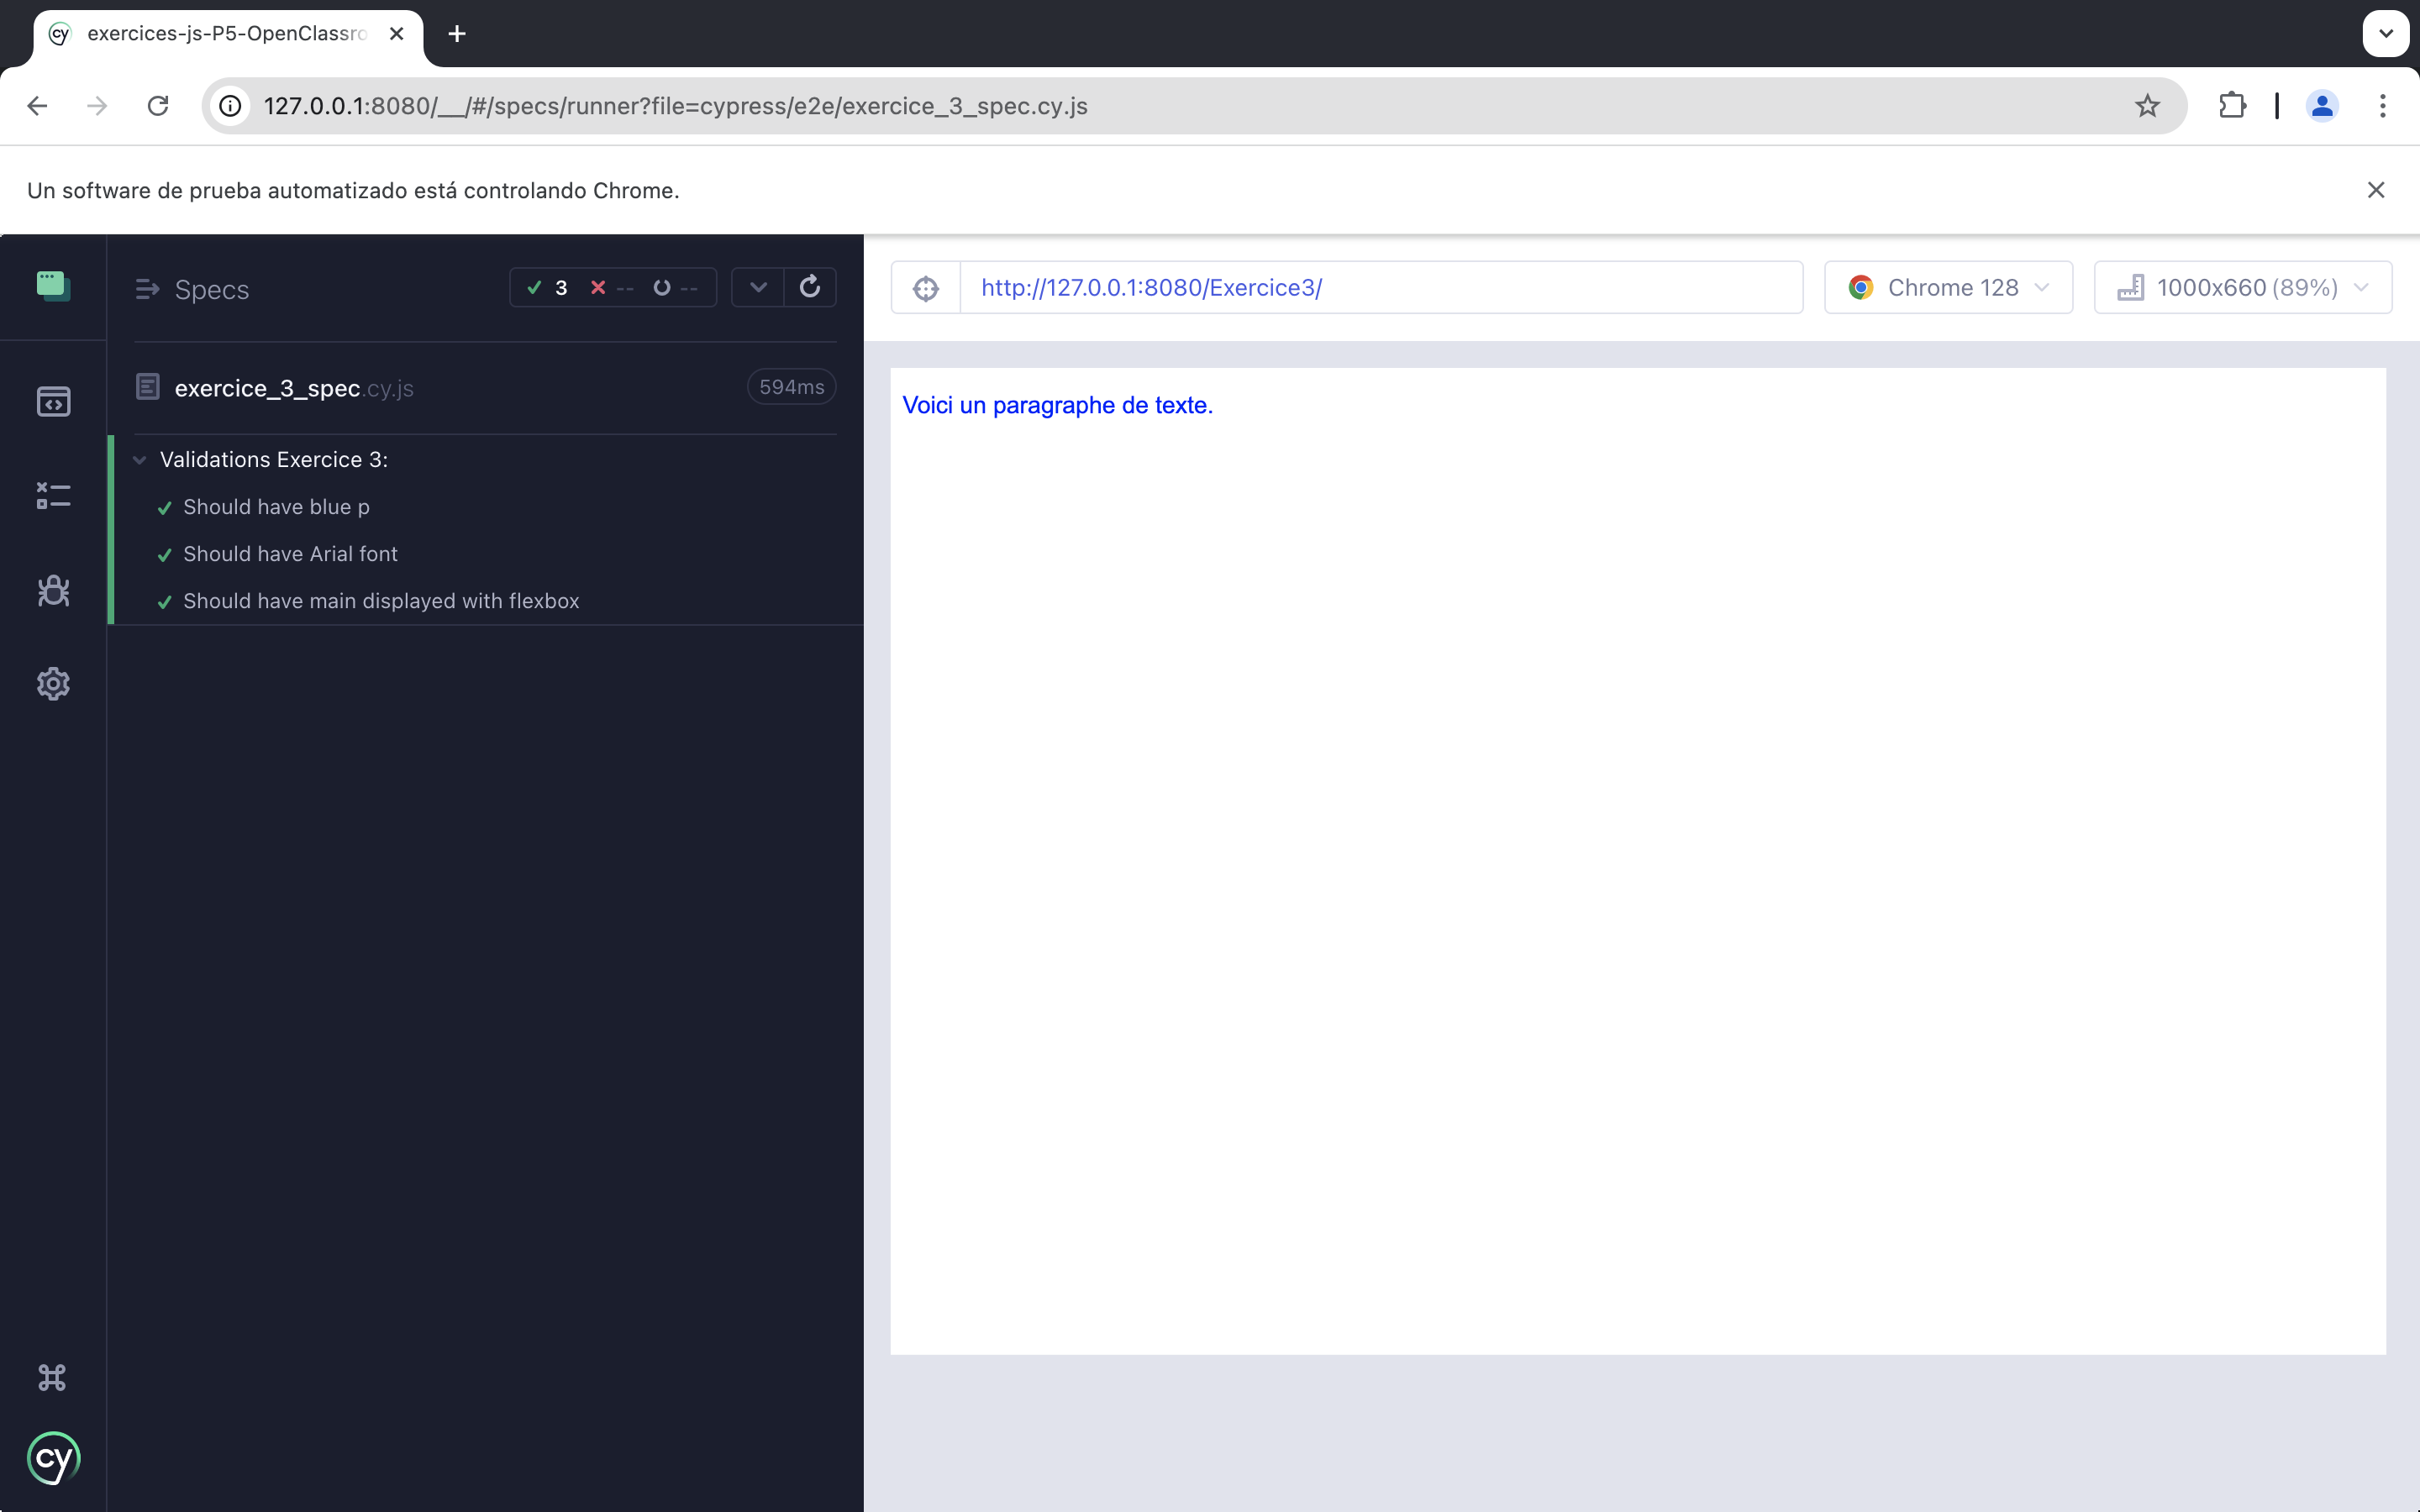 exercices-js-P5-OpenClassro
127.0.0.1:8080/__/#/specs/runner?file=cypress/e2e/exercice_3_spec.cy.js
Un software de prueba automatizado está controlando Chrome.
Specs
3 -- --
http://127.0.0.1:8080/Exercice3/
Chrome 128
1000x660 (89%)
exercice_3_spec.cy.js
594ms
Validations Exercice 3:
Should have blue p
Should have Arial font
Should have main displayed with flexbox
Voici un paragraphe de texte.
cy